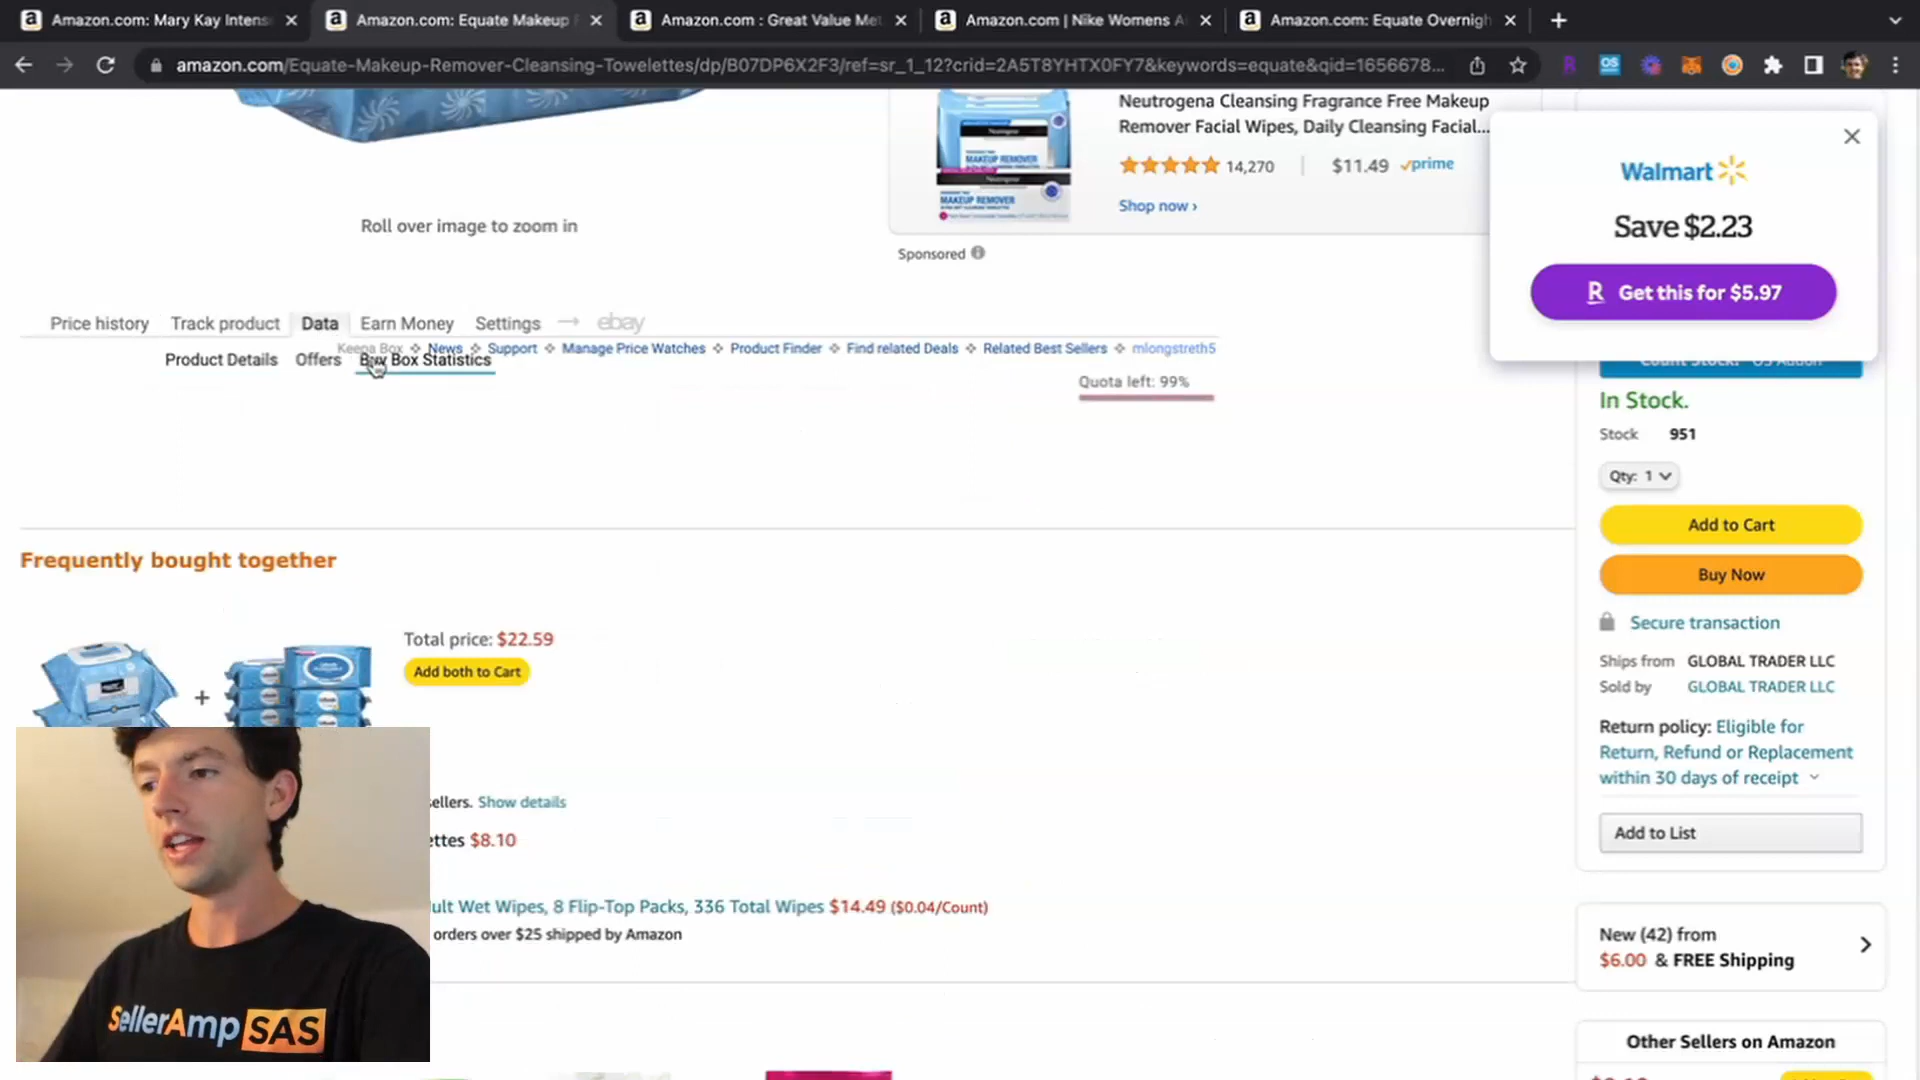 Amazon.com: Mary Kay Intens
Amazon.com: Equate Makeup R
Amazon.com : Great Value Me
Amazon.com | Nike Womens A
Amazon.com: Equate Overnigh
amazon.com/Equate-Makeup-Remover-Cleansing-Towelettes/dp/B07DP6X2F3/ref=sr_1_12?crid=2A5T8YHTX0FY7&keywords=equate&qid=1656678...
OS
Neutrogena Cleansing Fragrance Free Makeup
Remover Facial Wipes, Daily Cleansing Facial...
MAKEUP REMOVER
MAKEUP REMOVER
14,270 | $11.49 prime
Shop now ›
Roll over image to zoom in
Sponsored
Walmart
Save $2.23
R Get this for $5.97
Price history Track product Data Earn Money Settings → ebay
Keepa Box News Support Manage Price Watches Product Finder Find related Deals Related Best Sellers mlongstreth5
Product Details Offers Buy Box Statistics
Quota left: 99%
In Stock.
Stock 951
Qty: 1
Add to Cart
Buy Now
Secure transaction
Ships from GLOBAL TRADER LLC
Sold by GLOBAL TRADER LLC
Return policy: Eligible for
Return, Refund or Replacement
within 30 days of receipt
Add to List
Frequently bought together
Total price: $22.59
Add both to Cart
+
ellers. Show details
ettes $8.10
ult Wet Wipes, 8 Flip-Top Packs, 336 Total Wipes $14.49 ($0.04/Count)
orders over $25 shipped by Amazon
New (42) from
$6.00 & FREE Shipping
Other Sellers on Amazon
SellerAmp SAS